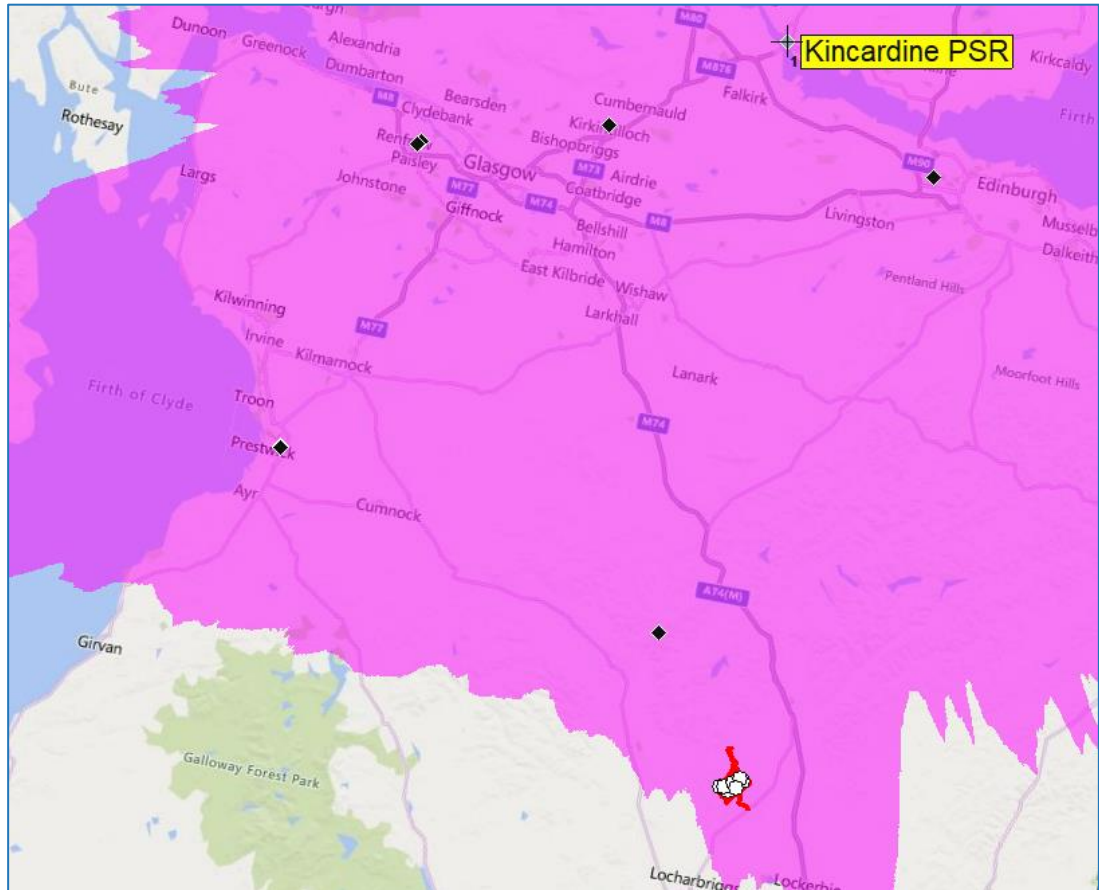 Dunoon
Greenock
Alexandria
Dumbarton
M80
1
Kincardine PSR
Kirkcaldy
Bute
Rothesay
M8
Clydebank
Bearsden
Cumbernauld
M876
Falkirk
Firth
Paisley
Glasgow
Bishopbriggs
M73
Airdrie
Coatbridge
M90
Edinburgh
Largs
Johnstone
M77
Giffnock
M74
M8
Livingston
Musselb
Bellshill
Hamilton
Dalkeith
East Kilbride
Wishaw
Pentland Hills
Kilwinning
Larkhall
Irvine
M77
Kilmarnock
Lanark
Moorfoot Hills
Firth of Clyde
Troon
M74
Prestwick
Ayr
Cumnock
A74(M)
Girvan
Galloway Forest Park
Locharbriggs
Lockerbie